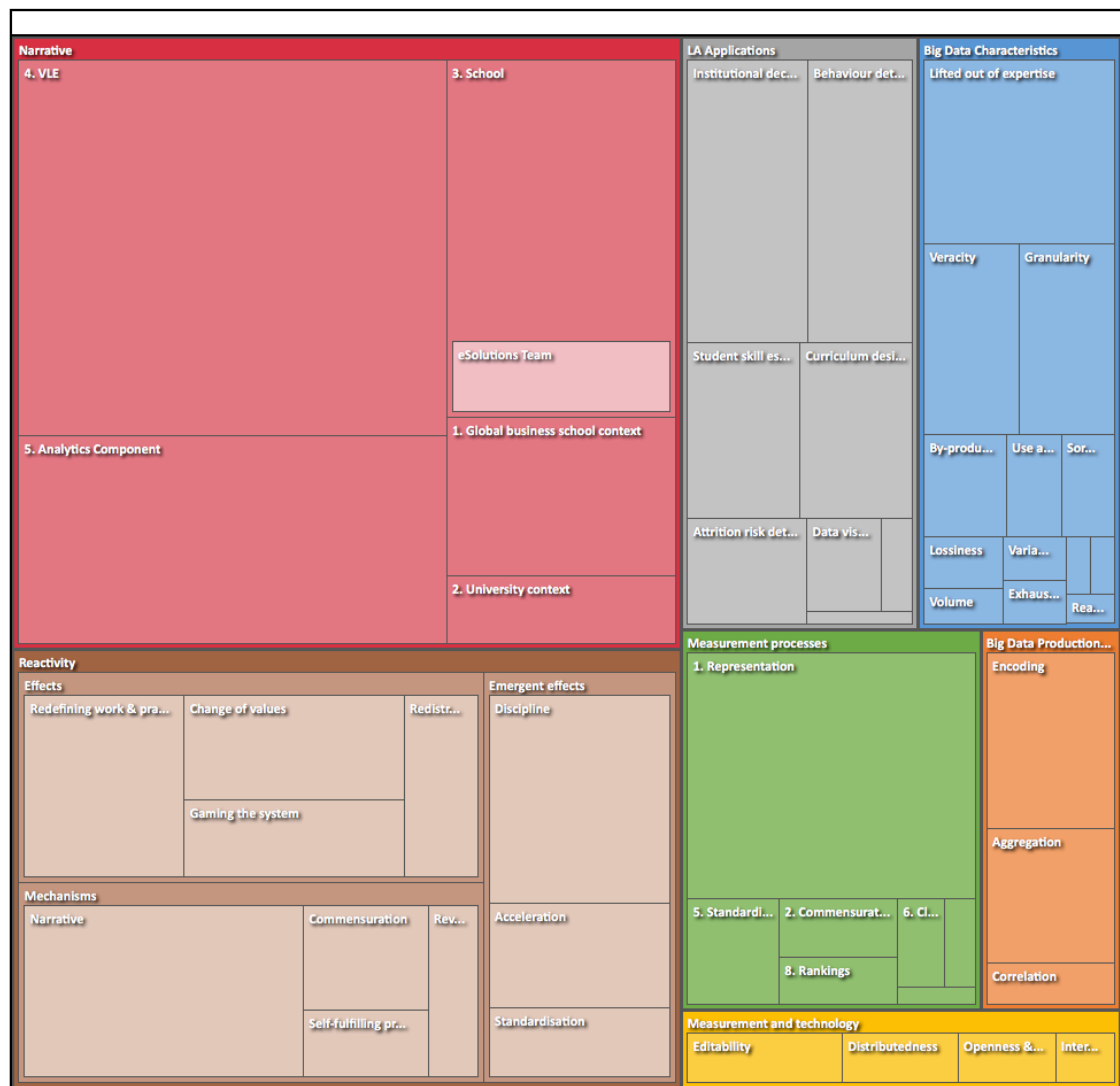 Narrative
4. VLE
3. School
eSolutions Team
5. Analytics Component
1. Global business school context
2. University context
Reactivity
Effects
Redefining work & pra...
Change of values
Redistr...
Gaming the system
Mechanisms
Narrative
Commensuration
Rev...
Self-fulfilling pr...
Emergent effects
Discipline
Acceleration
Standardisation
LA Applications
Institutional dec...
Behaviour det...
Student skill es...
Curriculum desi...
Attrition risk det...
Data vis...
Big Data Characteristics
Lifted out of expertise
Veracity
Granularity
By-produ...
Use a...
Sor...
Lossiness
Varia...
Volume
Exhaus...
Rea...
Measurement processes
1. Representation
5. Standardi...
2. Commensurat...
6. Cl...
8. Rankings
Big Data Production...
Encoding
Aggregation
Correlation
Measurement and technology
Editability
Distributedness
Openness &...
Inter...